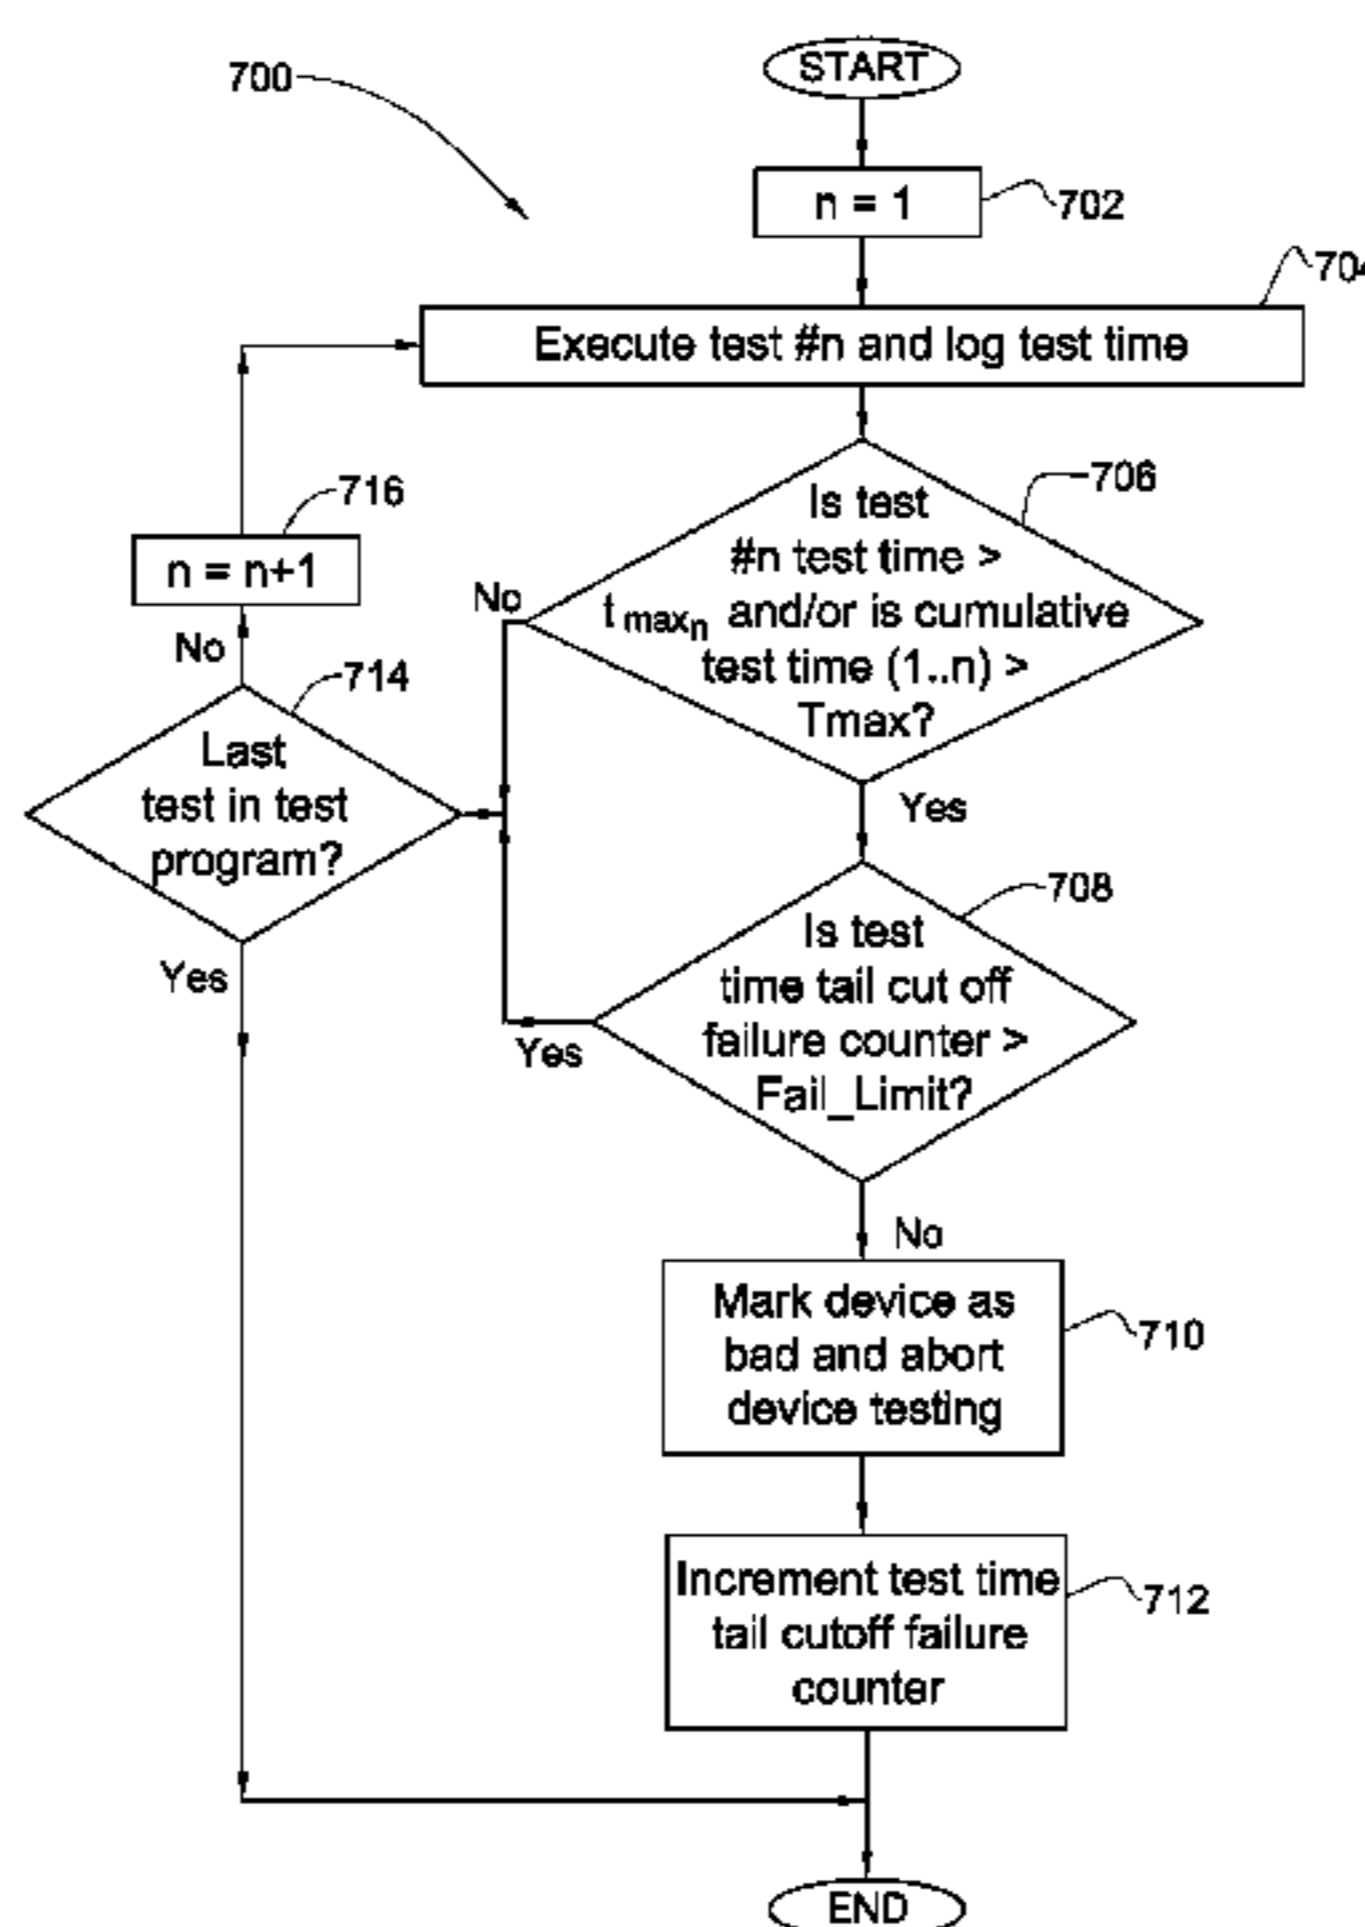 START
700
n = 1
702
704
Execute test #n and log test time
706
Is test
#n test time >
t maxn and/or is cumulative
test time (1..n) >
Tmax?
No
Yes
716
n = n+1
No
714
Last
test in test
program?
Yes
708
Is test
time tail cut off
failure counter >
Fail_Limit?
Yes
No
Mark device as
bad and abort
device testing
710
Increment test time
tail cutoff failure
counter
712
END